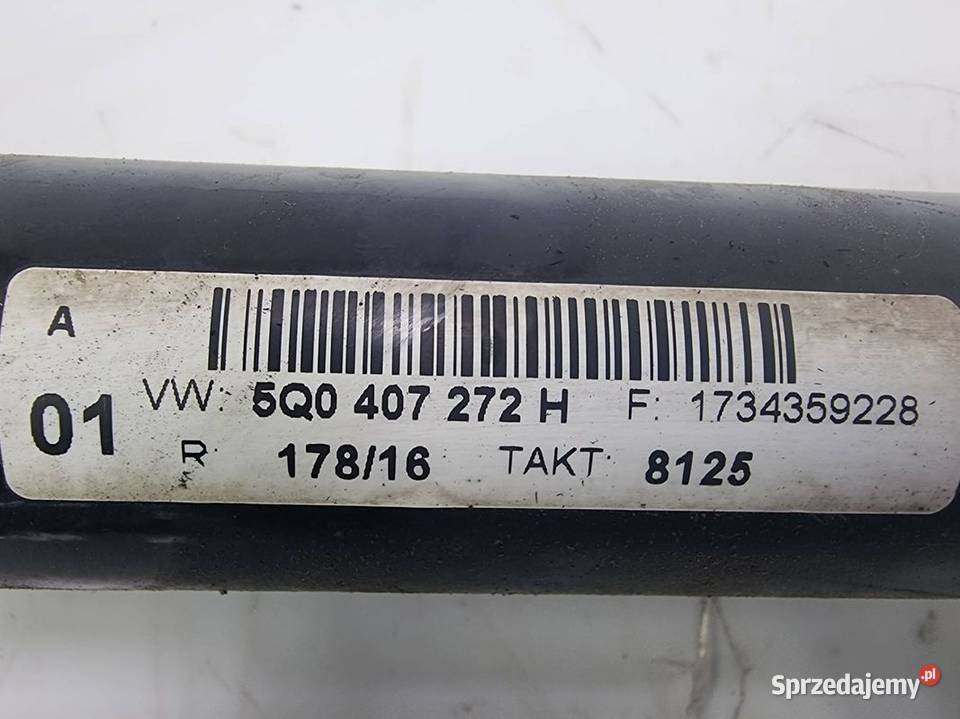 A
01
VW: 5Q0 407 272 H F: 1734359228
R: 178/16 TAKT: 8125
Sprzedajemy.pl